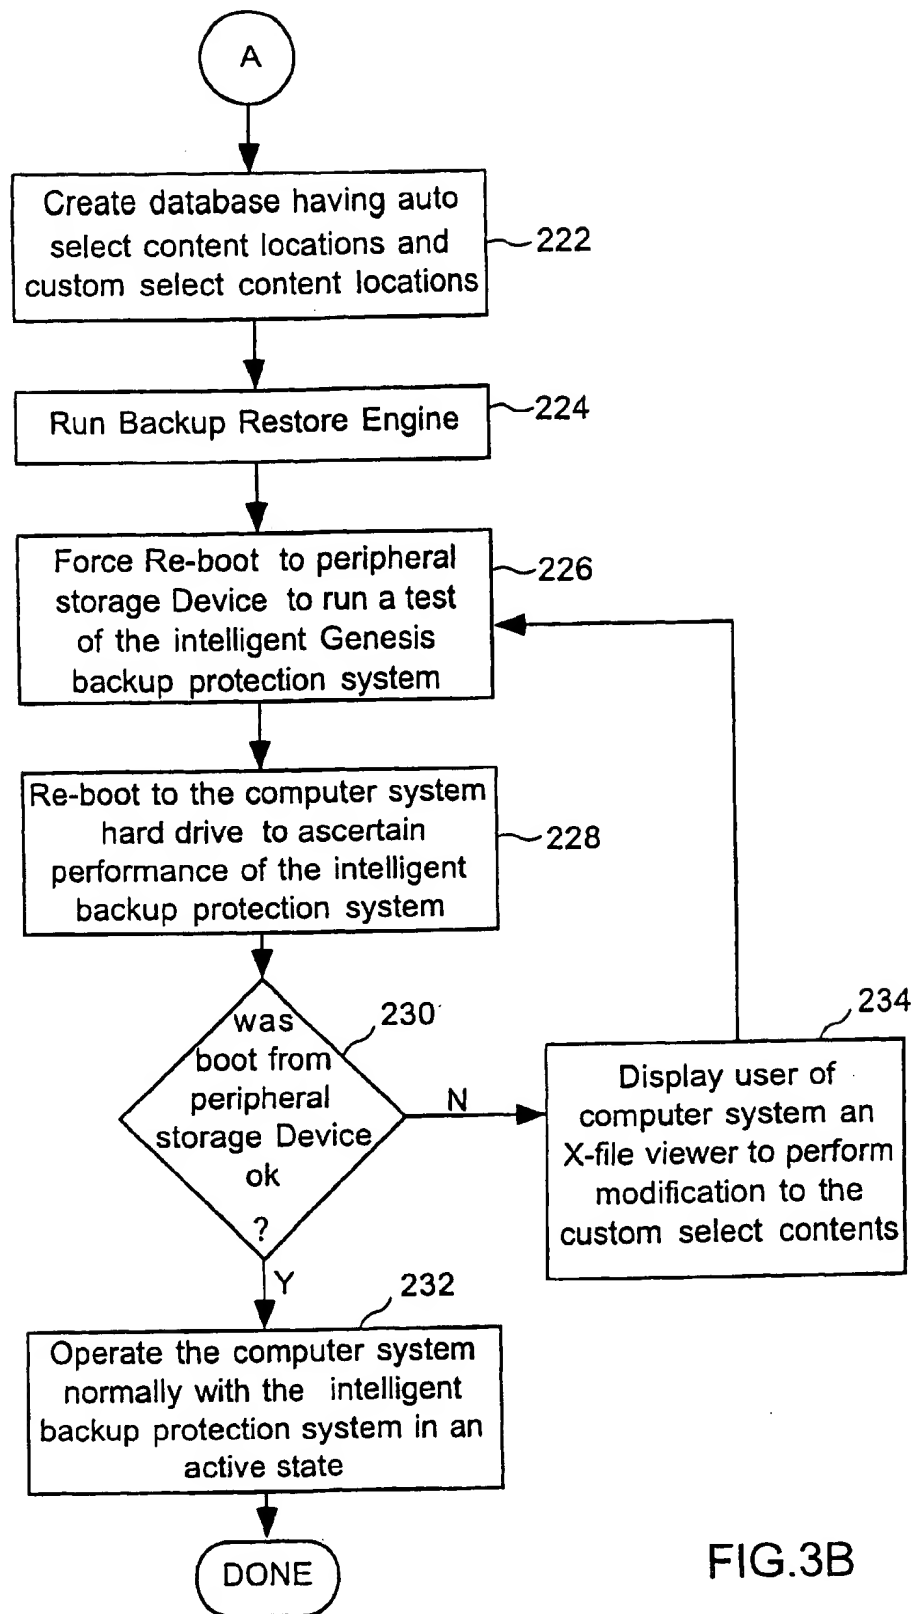 A
Create database having auto
select content locations and
custom select content locations
222
Run Backup Restore Engine
224
Force Re-boot to peripheral
storage Device to run a test
of the intelligent Genesis
backup protection system
226
Re-boot to the computer system
hard drive to ascertain
performance of the intelligent
backup protection system
228
was
boot from
peripheral
storage Device
ok
?
230
N
Y
234
Display user of
computer system an
X-file viewer to perform
modification to the
custom select contents
232
Operate the computer system
normally with the intelligent
backup protection system in an
active state
DONE
FIG.3B